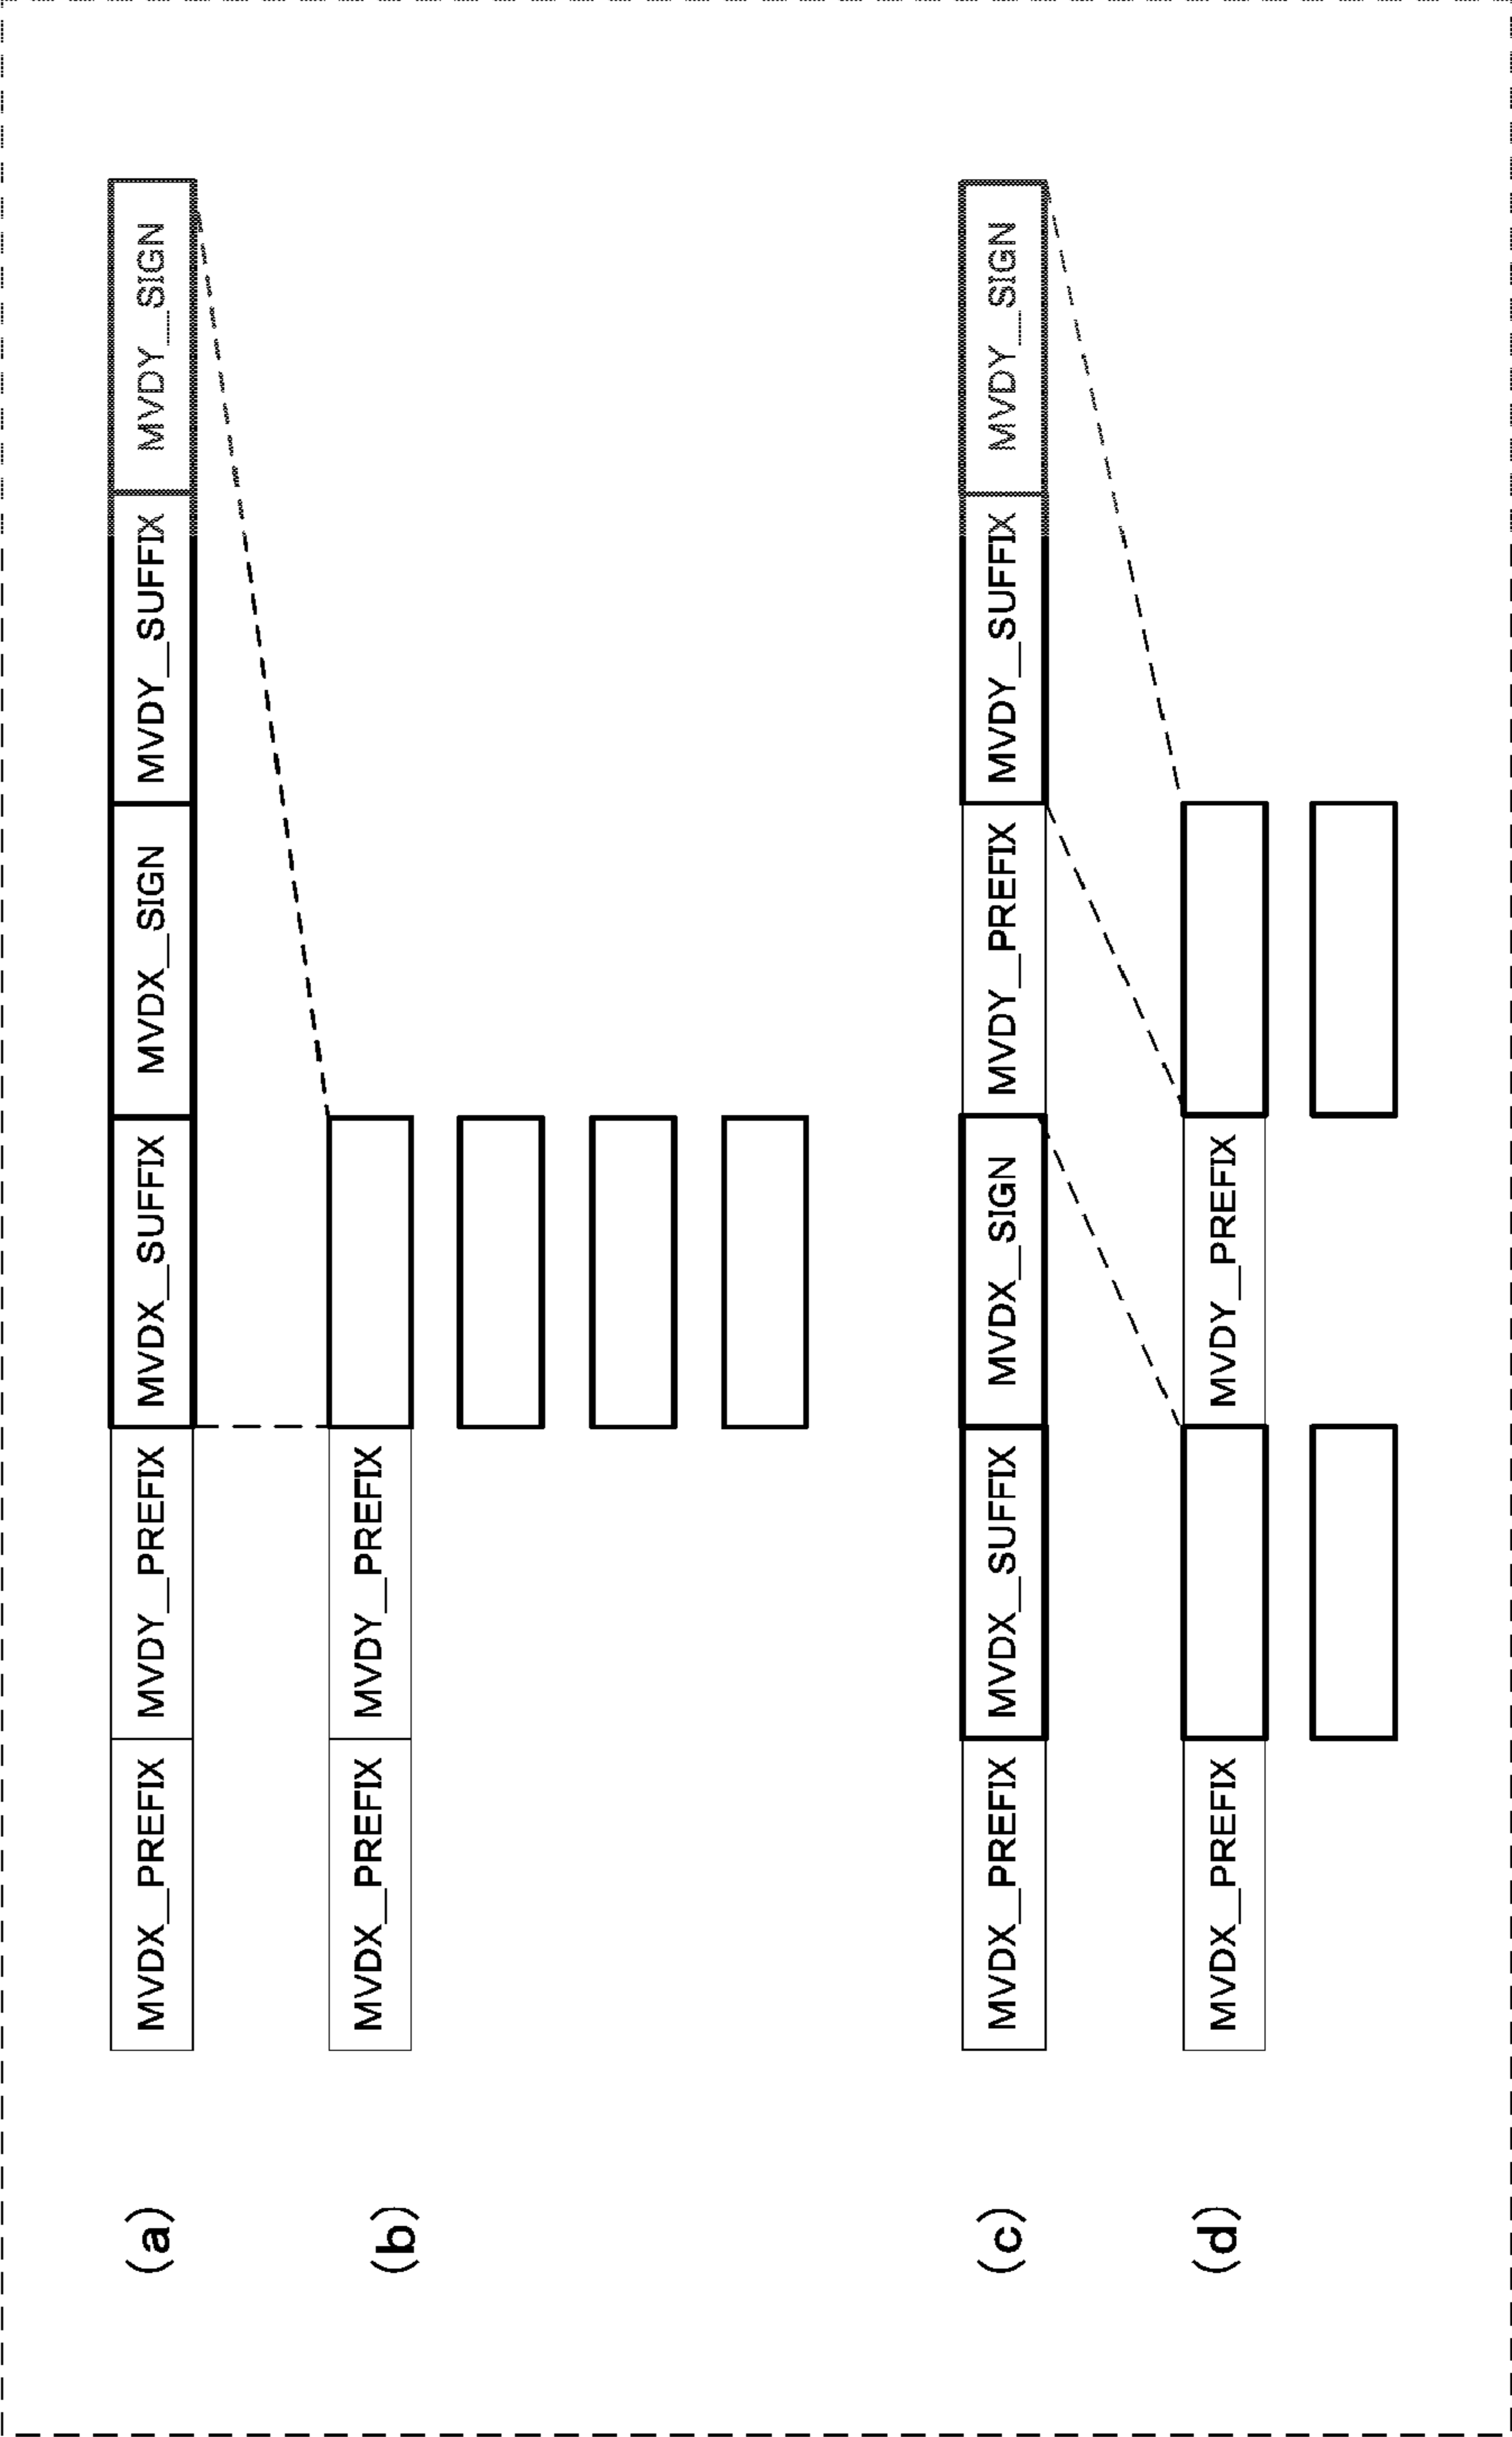 (a) MVDX_PREFIX MVDY_PREFIX MVDX_SUFFIX MVDX_SIGN MVDY_SUFFIX MVDY_SIGN
(b) MVDX_PREFIX MVDY_PREFIX
(c) MVDX_PREFIX MVDX_SUFFIX MVDX_SIGN MVDY_PREFIX MVDY_SUFFIX MVDY_SIGN
(d) MVDX_PREFIX MVDY_PREFIX